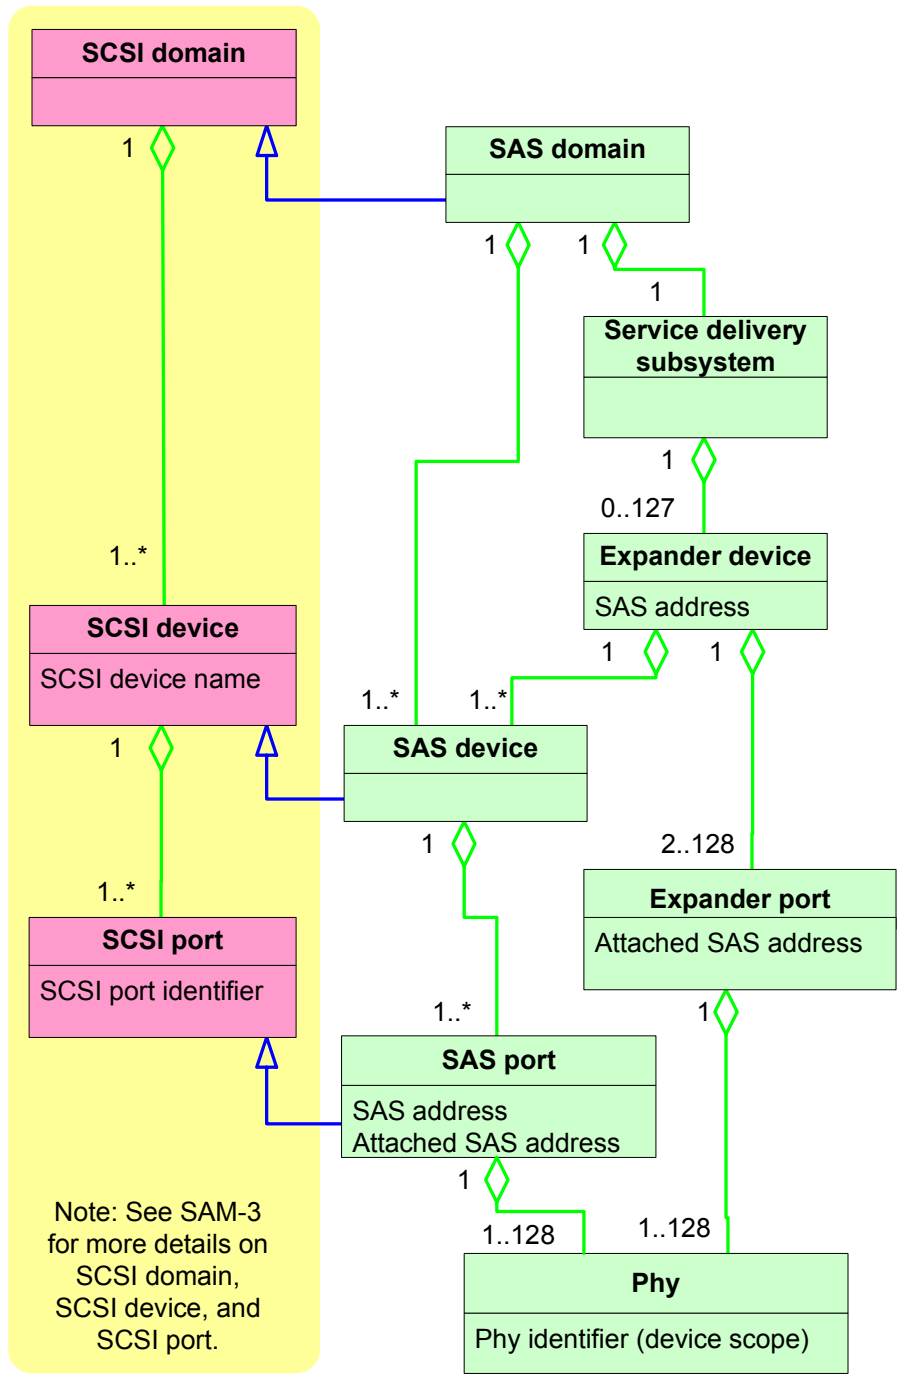 SCSI domain
1
SAS domain
1
1
1
Service delivery
subsystem
1
0..127
1..*
Expander device
SAS address
SCSI device
SCSI device name
1
1
1..*
1..*
1
SAS device
1
2..128
1..*
Expander port
Attached SAS address
SCSI port
SCSI port identifier
1..*
1
SAS port
SAS address
Attached SAS address
1
1..128
1..128
Note: See SAM-3
for more details on
SCSI domain,
SCSI device, and
SCSI port.
Phy
Phy identifier (device scope)